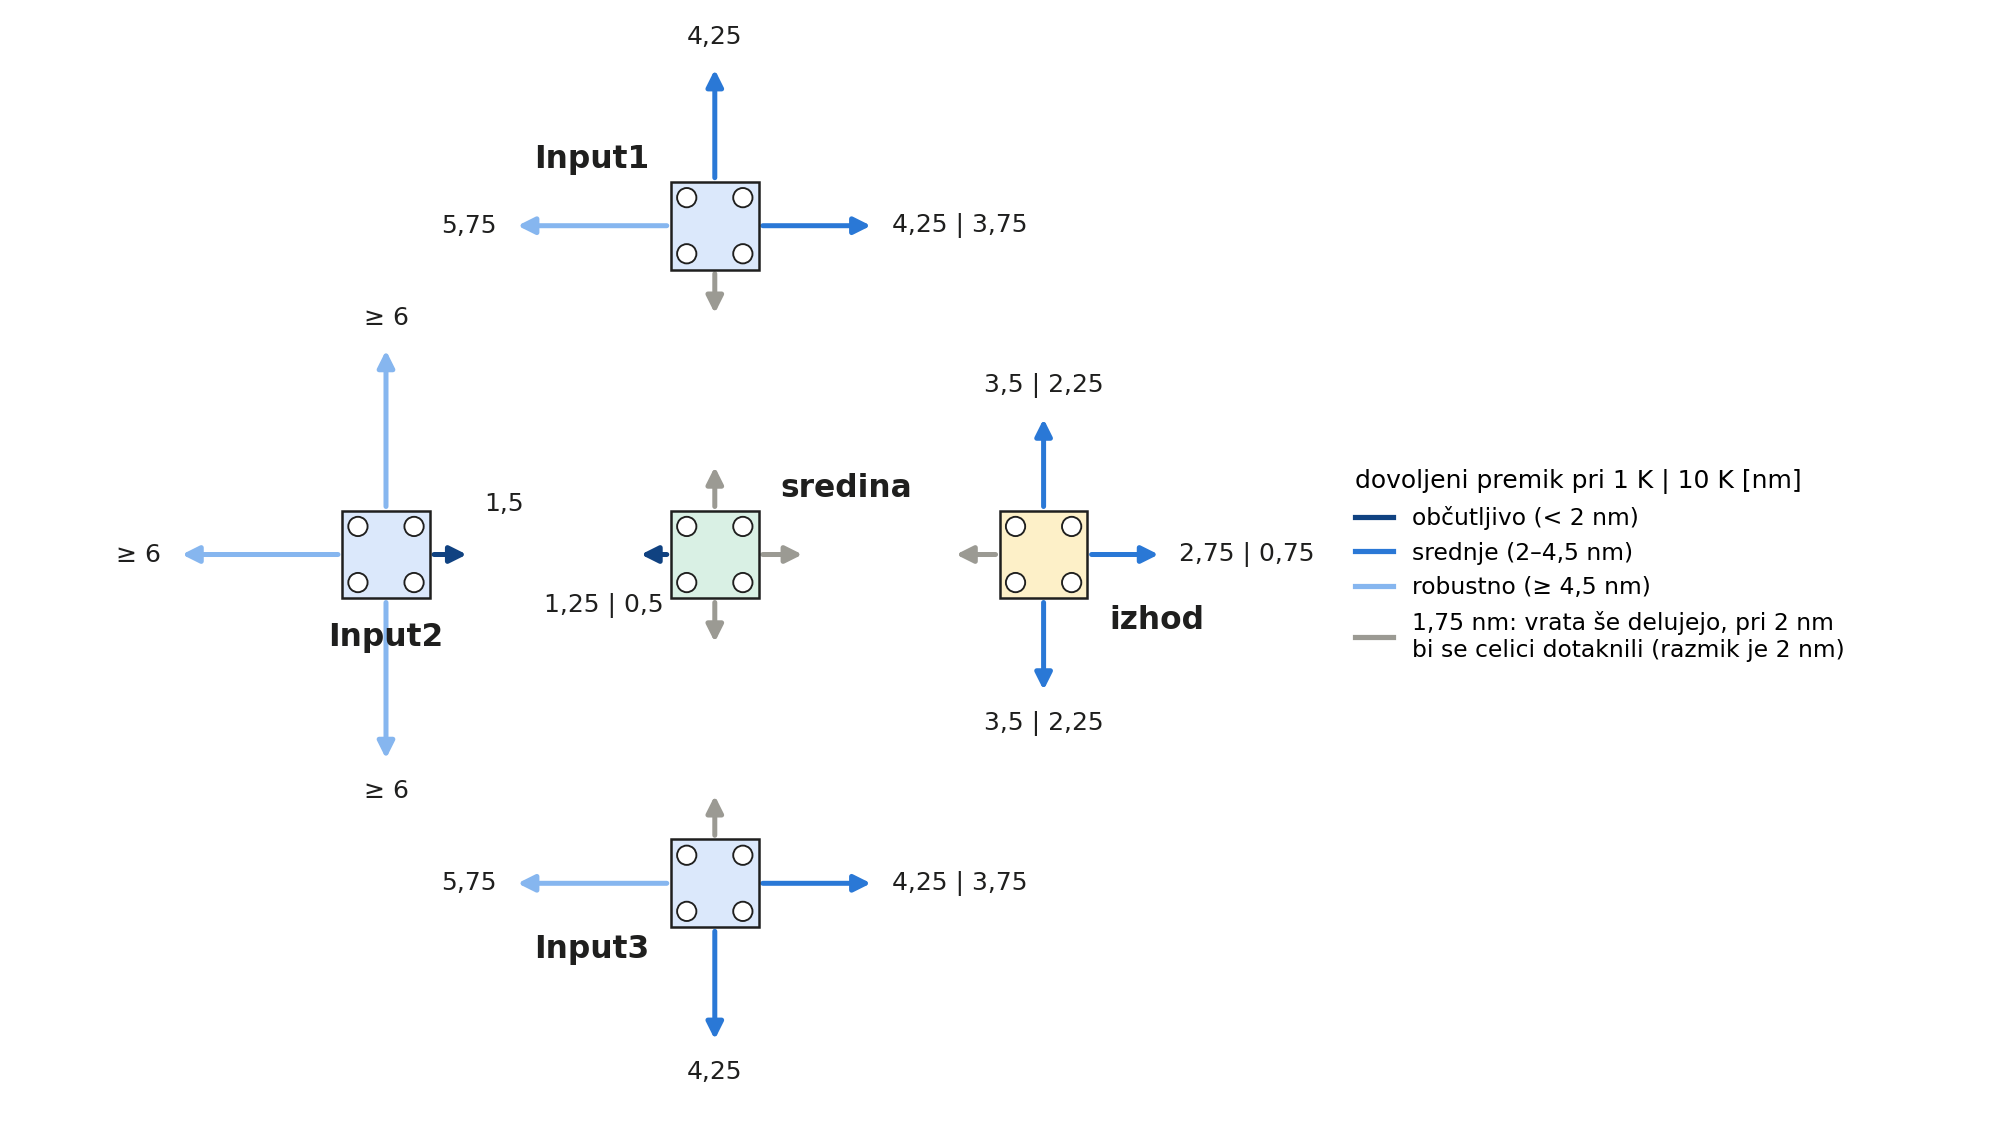 4,25
Input1
5,75
4,25 | 3,75
≥ 6
3,5 | 2,25
dovoljeni premik pri 1 K | 10 K [nm]
občutljivo (< 2 nm)
srednje (2–4,5 nm)
robustno (≥ 4,5 nm)
1,75 nm: vrata še delujejo, pri 2 nm
bi se celici dotaknili (razmik je 2 nm)
sredina
1,5
≥ 6
2,75 | 0,75
1,25 | 0,5
izhod
Input2
3,5 | 2,25
≥ 6
5,75
4,25 | 3,75
Input3
4,25